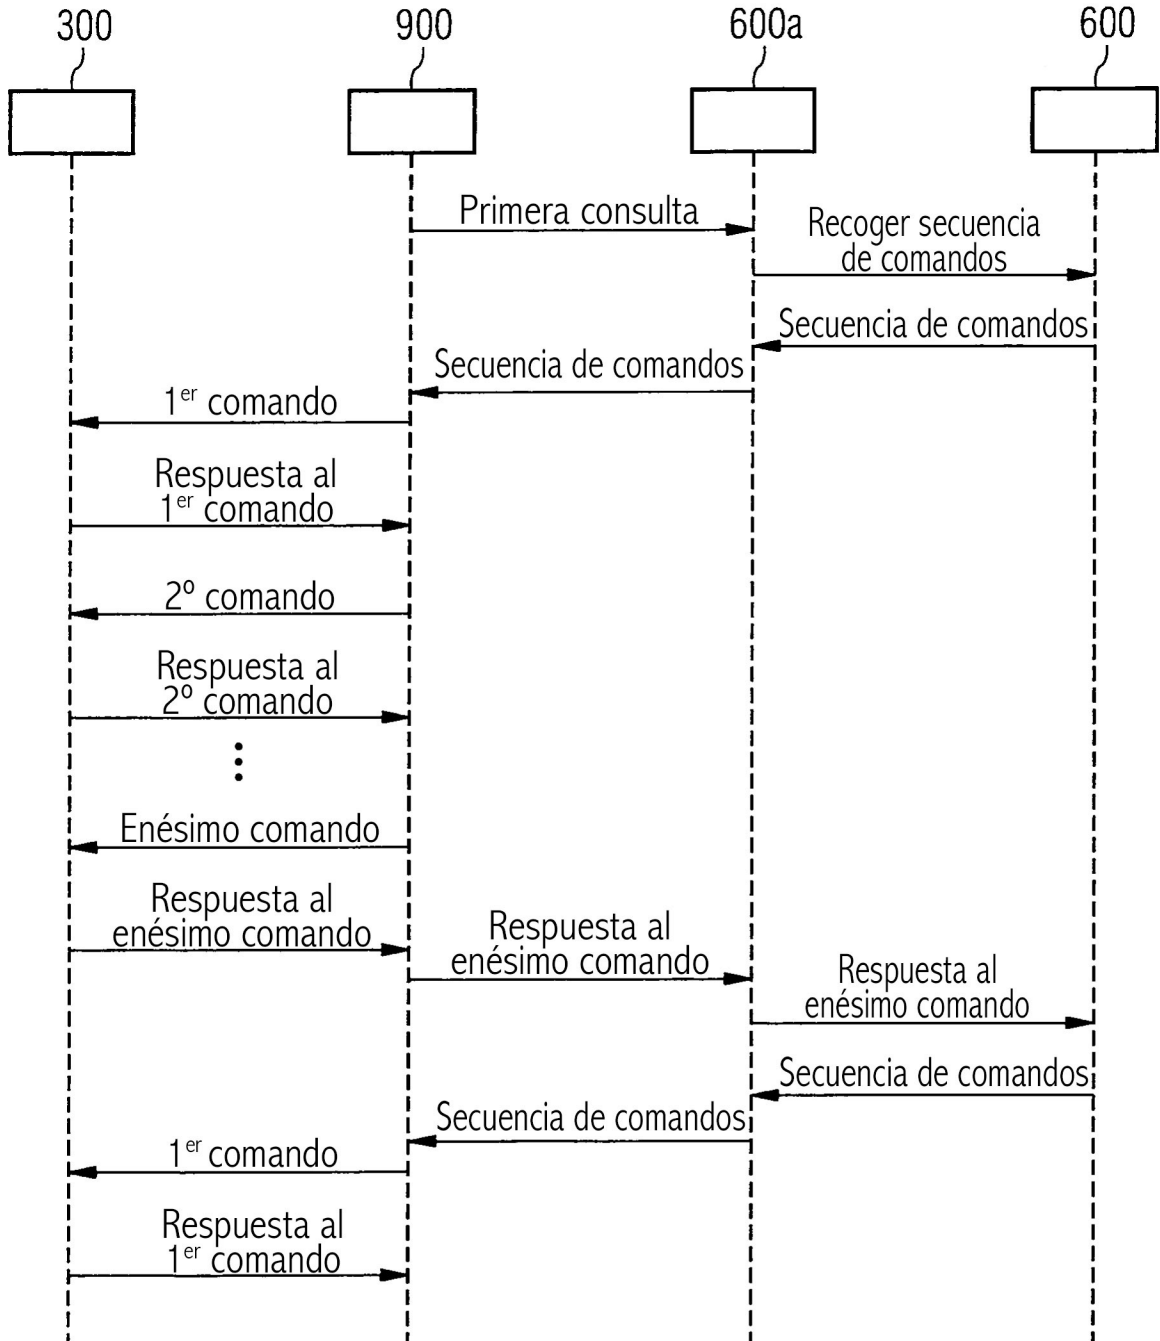 300
900
600a
600
Primera consulta
Recoger secuencia
de comandos
Secuencia de comandos
Secuencia de comandos
1er comando
Respuesta al
1er comando
2º comando
Respuesta al
2º comando
Enésimo comando
Respuesta al
enésimo comando
Respuesta al
enésimo comando
Respuesta al
enésimo comando
Secuencia de comandos
Secuencia de comandos
1er comando
Respuesta al
1er comando